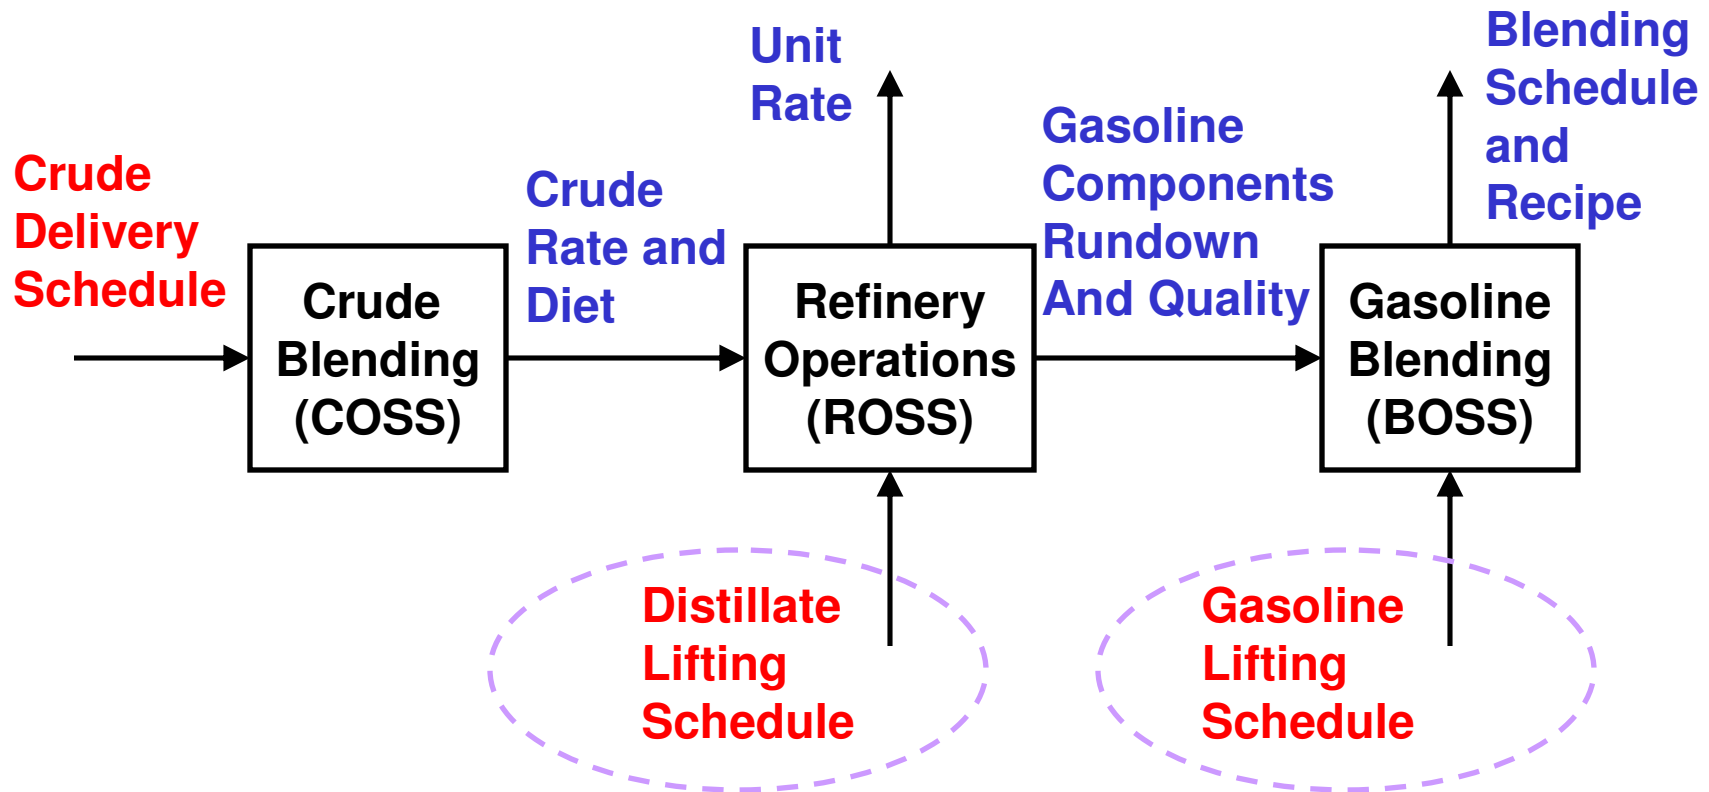 Crude
Delivery
Schedule
Crude
Blending
(COSS)
Crude
Rate and
Diet
Unit
Rate
Refinery
Operations
(ROSS)
Distillate
Lifting
Schedule
Gasoline
Components
Rundown
And Quality
Blending
Schedule
and
Recipe
Gasoline
Blending
(BOSS)
Gasoline
Lifting
Schedule